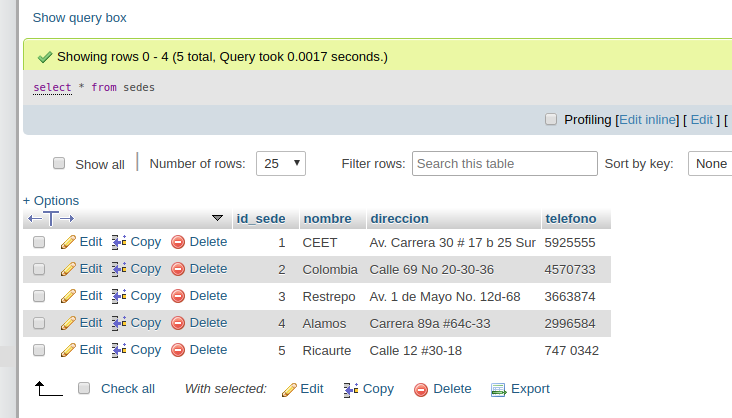 Show query box
Showing rows 0 - 4 (5 total, Query took 0.0017 seconds.)
select * from sedes
Profiling [Edit inline] [ Edit ] [
Show all | Number of rows: 25 Filter rows: Search this table Sort by key: None
+ Options
←T→ id_sede nombre direccion telefono
Edit Copy Delete 1 CEET Av. Carrera 30 # 17 b 25 Sur 5925555
Edit Copy Delete 2 Colombia Calle 69 No 20-30-36 4570733
Edit Copy Delete 3 Restrepo Av. 1 de Mayo No. 12d-68 3663874
Edit Copy Delete 4 Alamos Carrera 89a #64c-33 2996584
Edit Copy Delete 5 Ricaurte Calle 12 #30-18 747 0342
Check all With selected: Edit Copy Delete Export